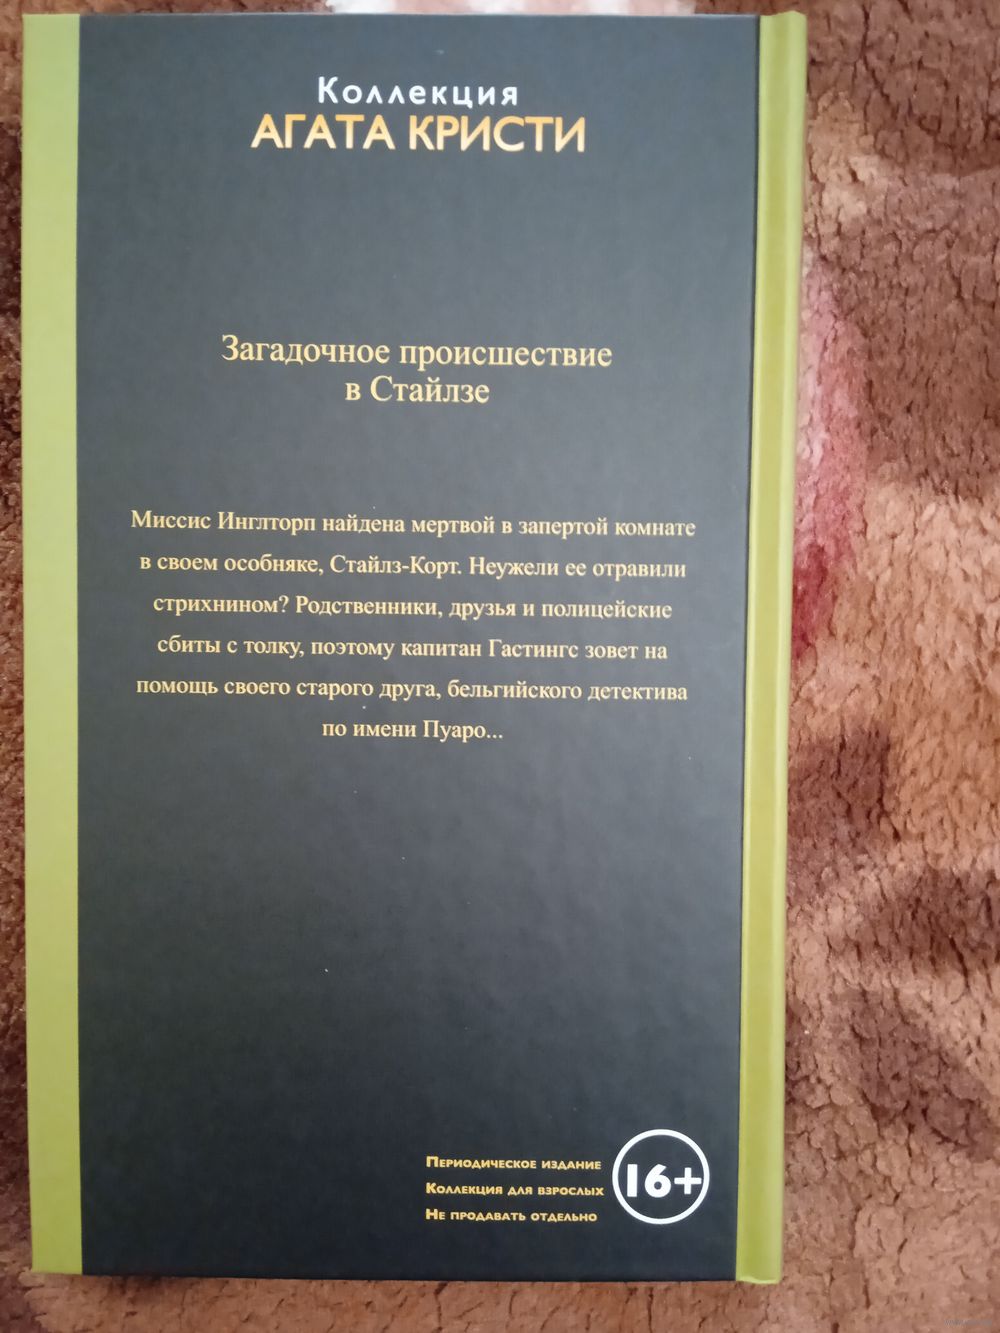 Коллекция
АГАТА КРИСТИ
Загадочное происшествие
в Стайлзе
Миссис Инглторп найдена мертвой в запертой комнате
в своем особняке, Стайлз-Корт. Неужели ее отравили
стрихнином? Родственники, друзья и полицейские
сбиты с толку, поэтому капитан Гастингс зовет на
помощь своего старого друга, бельгийского детектива
по имени Пуаро...
Периодическое издание
Коллекция для взрослых
Не продавать отдельно
16+